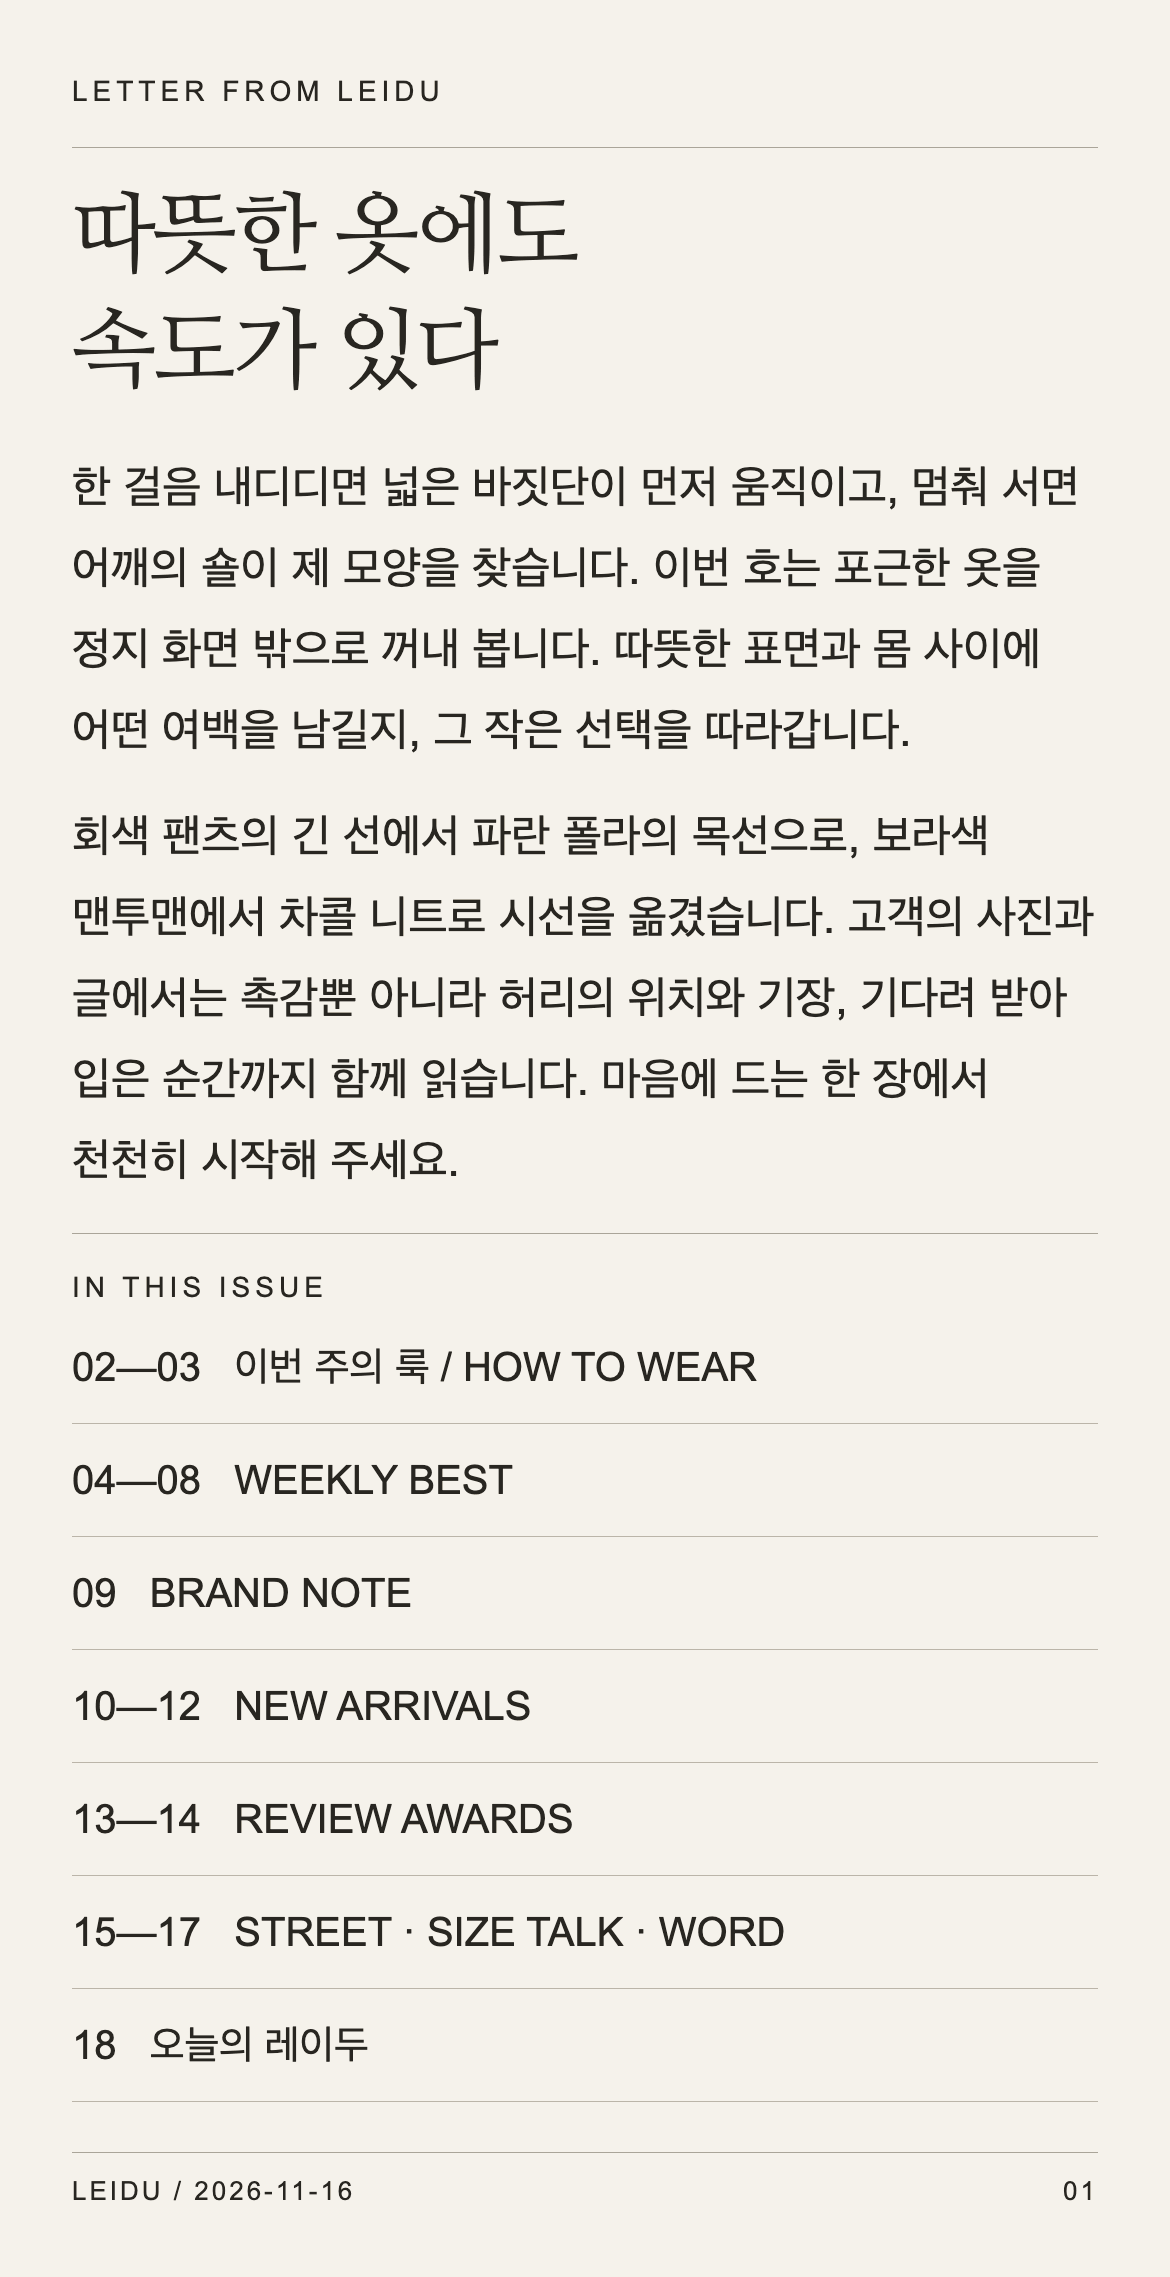 LETTER FROM LEIDU
따뜻한 옷에도
속도가 있다
한 걸음 내디디면 넓은 바짓단이 먼저 움직이고, 멈춰 서면
어깨의 숄이 제 모양을 찾습니다. 이번 호는 포근한 옷을
정지 화면 밖으로 꺼내 봅니다. 따뜻한 표면과 몸 사이에
어떤 여백을 남길지, 그 작은 선택을 따라갑니다.
회색 팬츠의 긴 선에서 파란 폴라의 목선으로, 보라색
맨투맨에서 차콜 니트로 시선을 옮겼습니다. 고객의 사진과
글에서는 촉감뿐 아니라 허리의 위치와 기장, 기다려 받아
입은 순간까지 함께 읽습니다. 마음에 드는 한 장에서
천천히 시작해 주세요.
IN THIS ISSUE
02—03 이번 주의 룩 / HOW TO WEAR
04—08 WEEKLY BEST
09 BRAND NOTE
10—12 NEW ARRIVALS
13—14 REVIEW AWARDS
15—17 STREET · SIZE TALK · WORD
18 오늘의 레이두
LEIDU / 2026-11-16 01